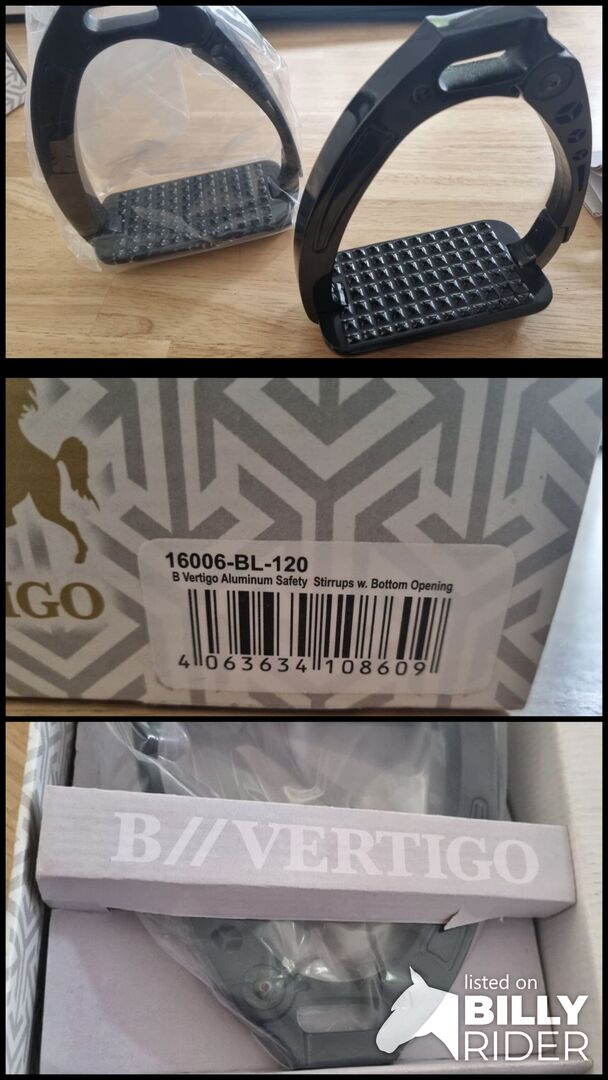 IGO
16006-BL-120
B Vertigo Aluminum Safety Stirrups w. Bottom Opening
4 063634 108609
B//VERTIGO
listed on
BILLY
RIDER